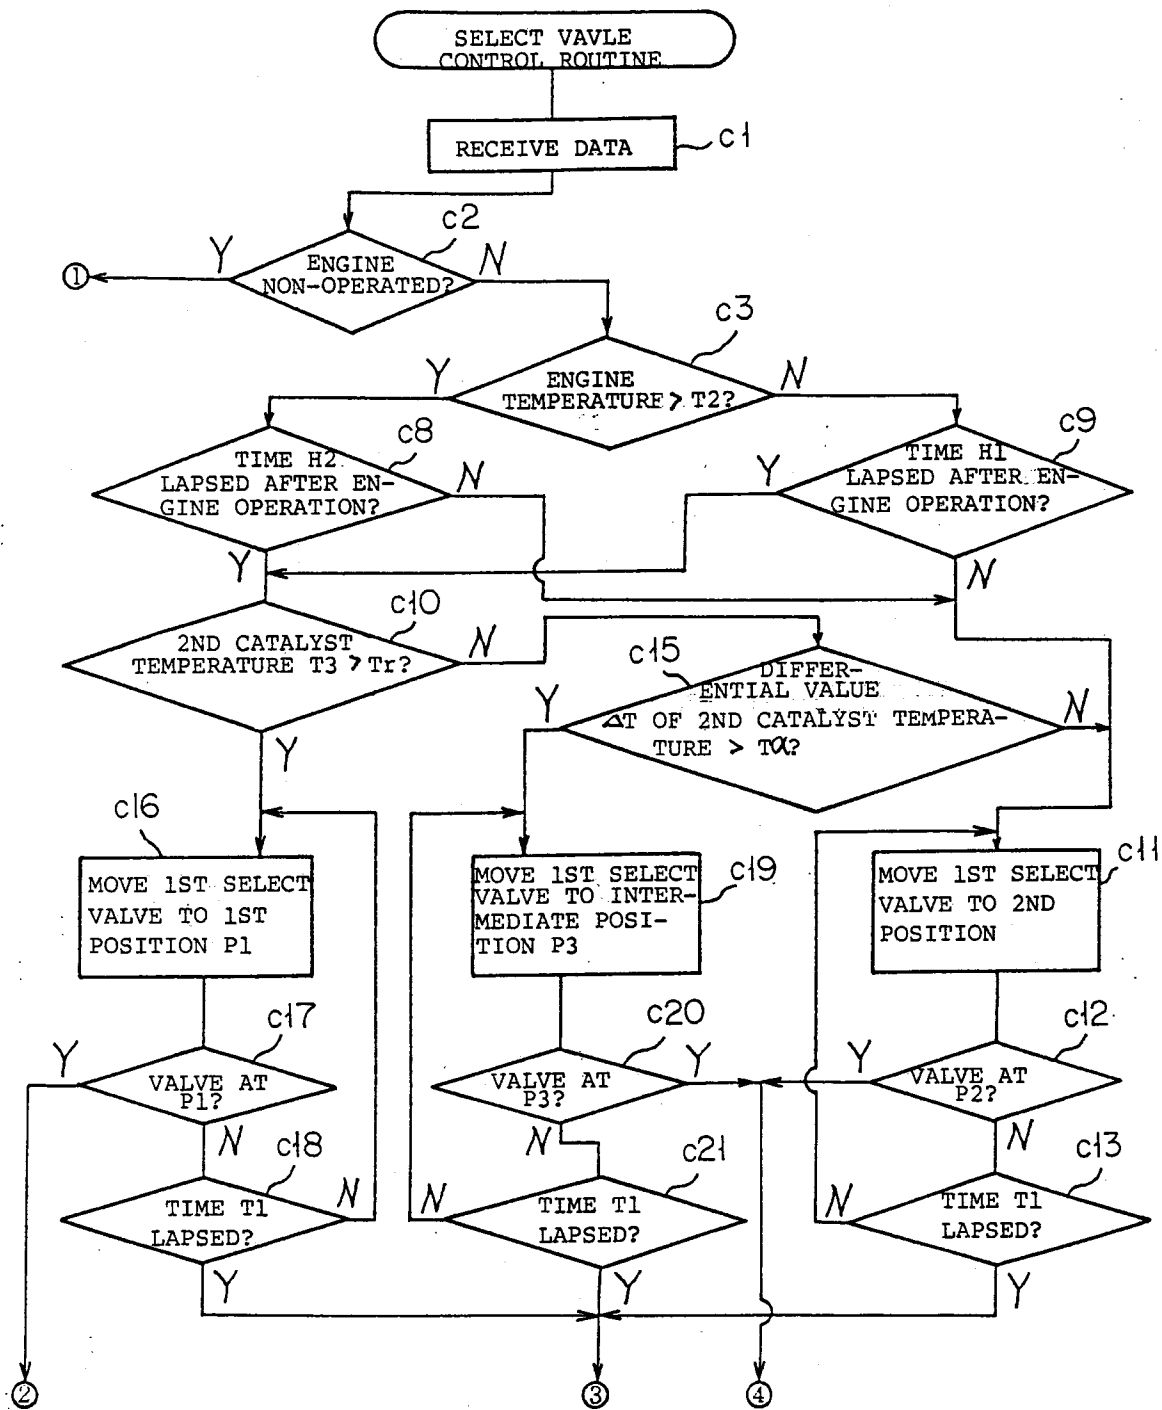 SELECT VAVLE
CONTROL ROUTINE
RECEIVE DATA
c1
c2
Y
N
ENGINE
NON-OPERATED?
①
c3
Y
N
ENGINE
TEMPERATURE > T2?
c8
c9
TIME H2
LAPSED AFTER EN-
GINE OPERATION?
N
Y
Y
TIME H1
LAPSED AFTER EN-
GINE OPERATION?
N
c10
2ND CATALYST
TEMPERATURE T3 > Tr?
N
Y
c15
DIFFER-
ENTIAL VALUE
ΔT OF 2ND CATALYST TEMPERA-
TURE > Tα?
Y
N
c16
MOVE 1ST SELECT
VALVE TO 1ST
POSITION P1
c19
MOVE 1ST SELECT
VALVE TO INTER-
MEDIATE POSI-
TION P3
c11
MOVE 1ST SELECT
VALVE TO 2ND
POSITION
c17
Y
VALVE AT
P1?
N
c20
Y
VALVE AT
P3?
N
c12
Y
VALVE AT
P2?
N
c18
TIME T1
LAPSED?
N
Y
c21
N
TIME T1
LAPSED?
Y
c13
N
TIME T1
LAPSED?
Y
②
③
④